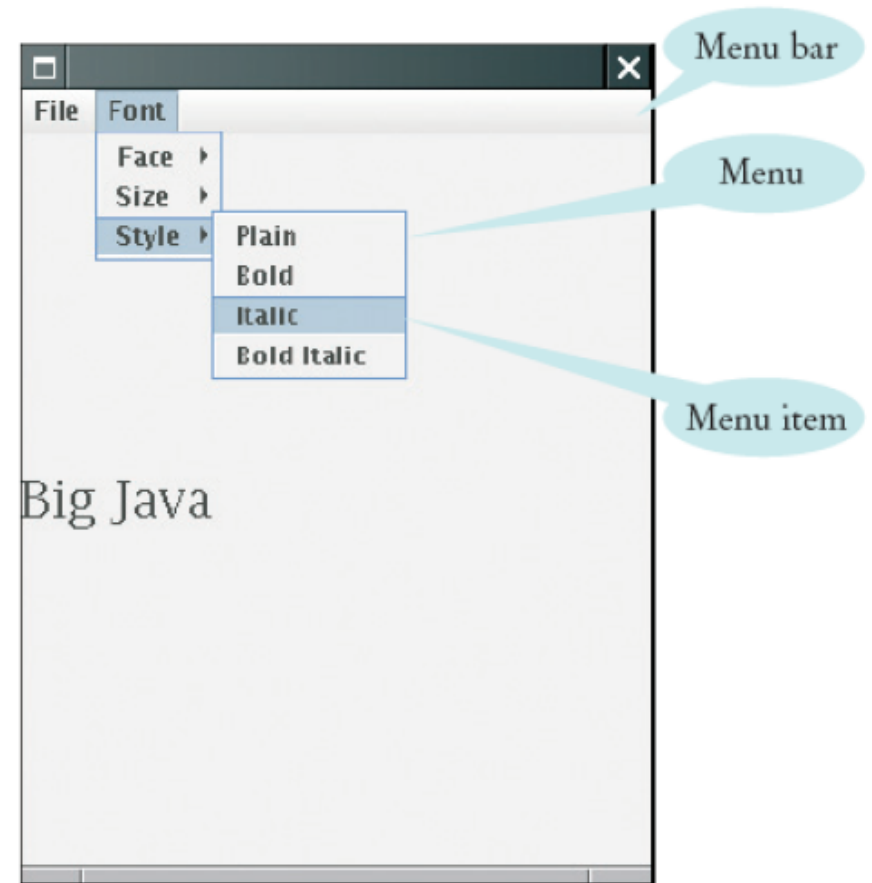 Menu bar
File Font
Face
Size
Style
Plain
Bold
Italic
Bold Italic
Menu
Menu item
Big Java